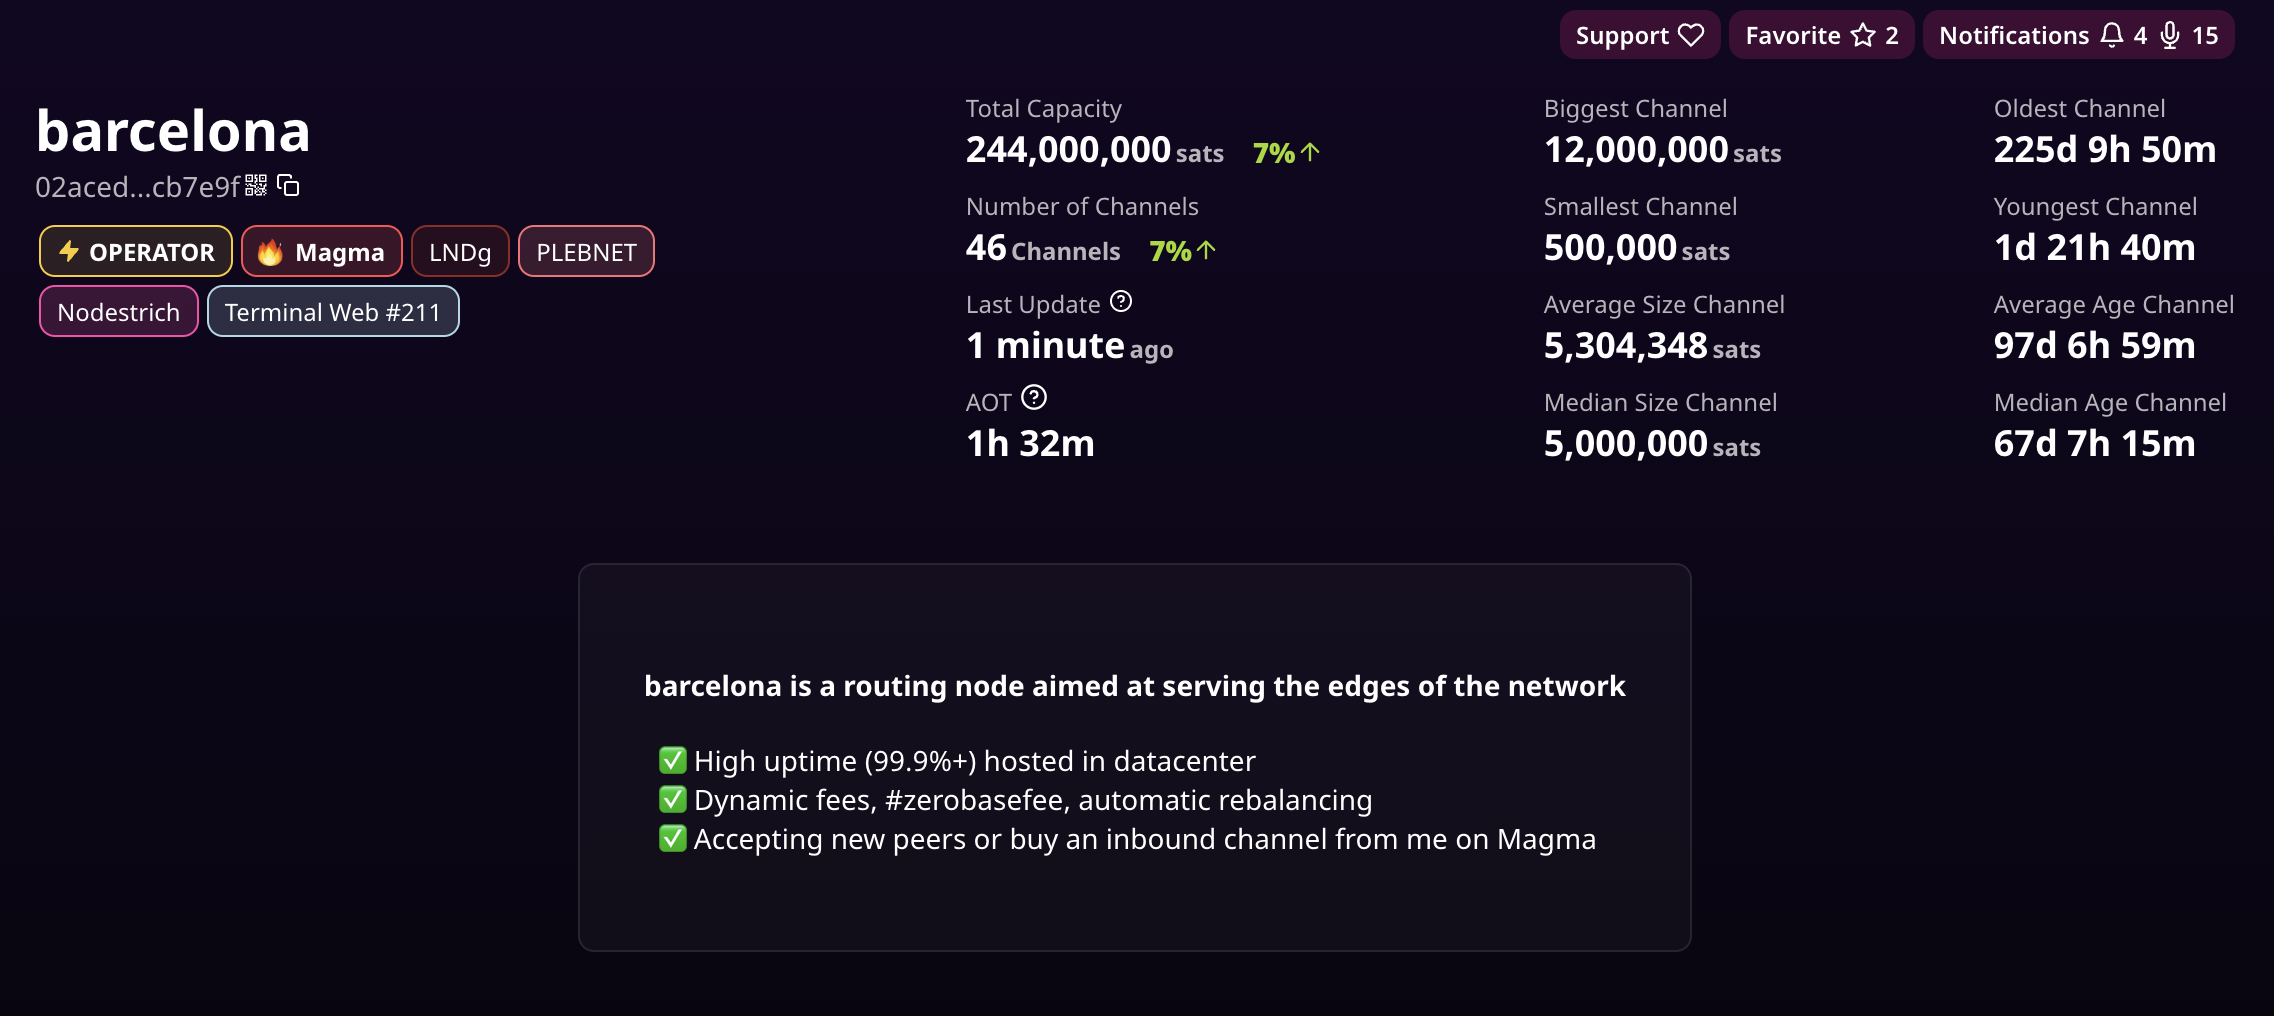 Support
Favorite 2
Notifications 4 15
barcelona
02aced...cb7e9f
OPERATOR
Magma
LNDg
PLEBNET
Nodestrich
Terminal Web #211
Total Capacity
244,000,000 sats 7%
Number of Channels
46 Channels 7%
Last Update
1 minute ago
AOT
1h 32m
Biggest Channel
12,000,000 sats
Smallest Channel
500,000 sats
Average Size Channel
5,304,348 sats
Median Size Channel
5,000,000 sats
Oldest Channel
225d 9h 50m
Youngest Channel
1d 21h 40m
Average Age Channel
97d 6h 59m
Median Age Channel
67d 7h 15m
barcelona is a routing node aimed at serving the edges of the network
✅ High uptime (99.9%+) hosted in datacenter
✅ Dynamic fees, #zerobasefee, automatic rebalancing
✅ Accepting new peers or buy an inbound channel from me on Magma